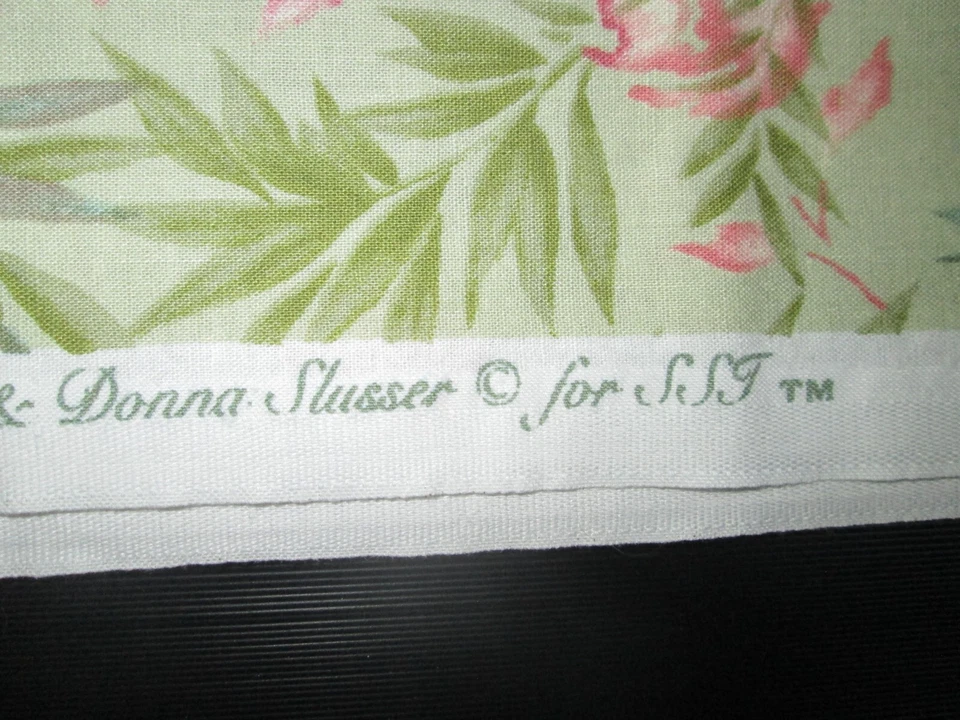 & Donna Slusser © for SST ™